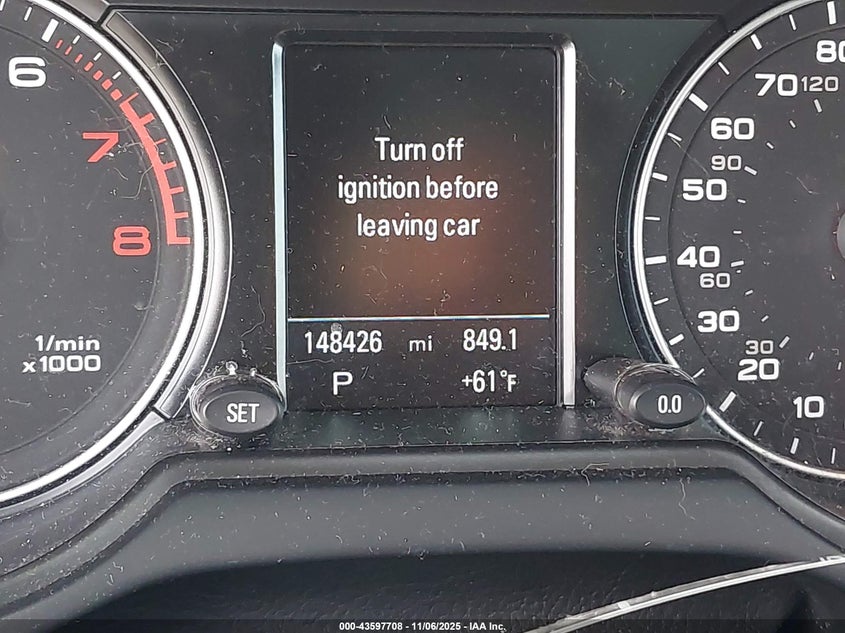 6
7
8
1/min
x1000
Turn off
ignition before
leaving car
148426 mi 849.1
P +61°F
SET
0.0
80
70 120
60
90
50
40
60
30
30
20
10
000-43597708 - 11/06/2025 - IAA Inc.